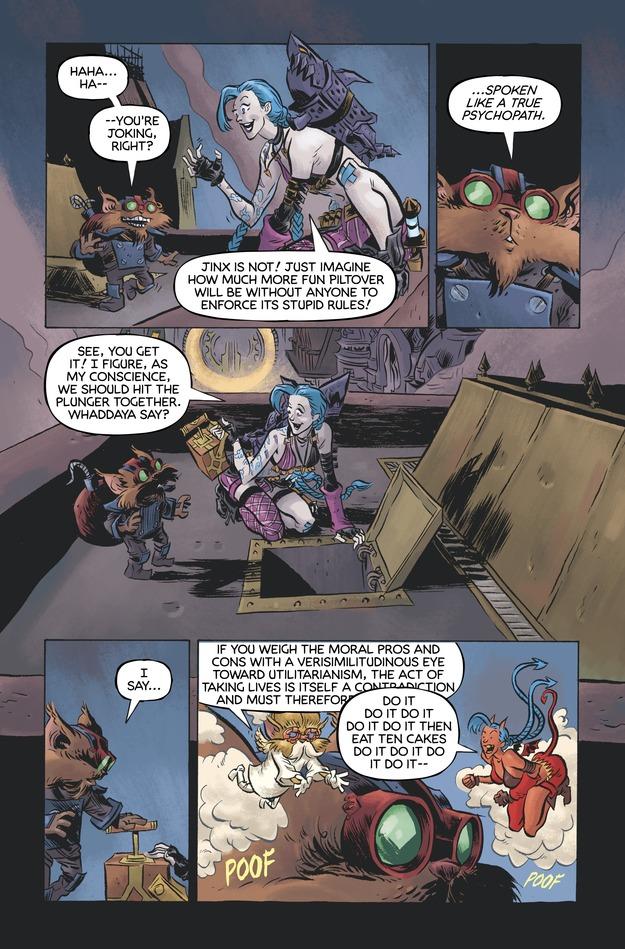 HAHA...
HA--
--YOU'RE
JOKING,
RIGHT?
JINX IS NOT! JUST IMAGINE
HOW MUCH MORE FUN PILTOVER
WILL BE WITHOUT ANYONE TO
ENFORCE ITS STUPID RULES!
...SPOKEN
LIKE A TRUE
PSYCHOPATH.
SEE, YOU GET
IT! I FIGURE, AS
MY CONSCIENCE,
WE SHOULD HIT THE
PLUNGER TOGETHER.
WHADDAYA SAY?
I
SAY...
IF YOU WEIGH THE MORAL PROS AND
CONS WITH A VERISIMILITUDINOUS EYE
TOWARD UTILITARIANISM, THE ACT OF
TAKING LIVES IS ITSELF A CONTRADICTION
AND MUST THEREFOR
DO IT
DO IT DO IT
DO IT DO IT THEN
EAT TEN CAKES
DO IT DO IT DO
IT DO IT--
POOF
POOF